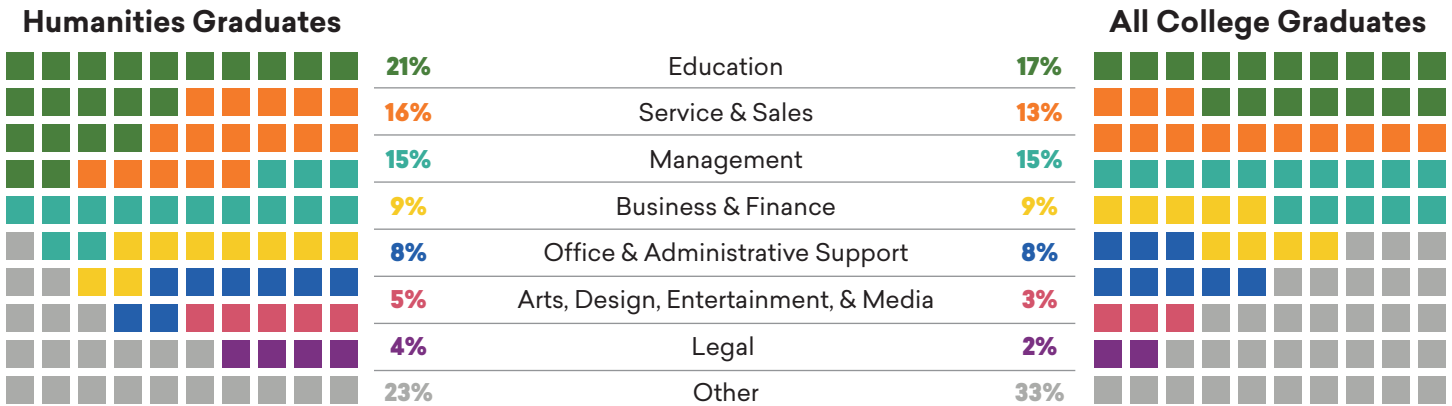 Humanities Graduates
All College Graduates
21% Education 17%
16% Service & Sales 13%
15% Management 15%
9% Business & Finance 9%
8% Office & Administrative Support 8%
5% Arts, Design, Entertainment, & Media 3%
4% Legal 2%
23% Other 33%